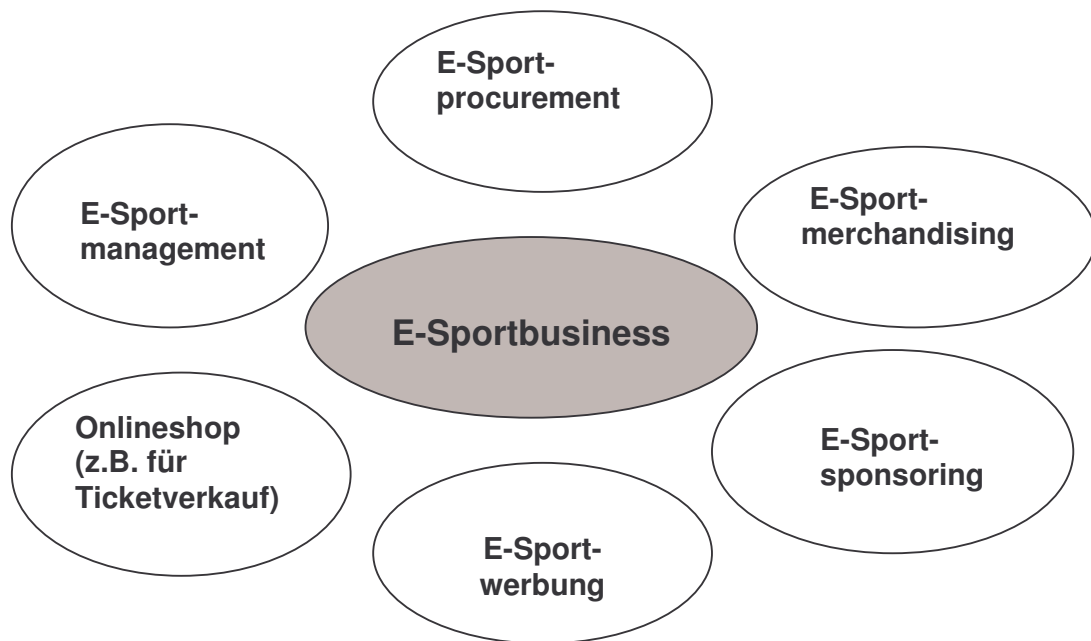 E-Sport-
procurement
E-Sport-
management
E-Sport-
merchandising
E-Sportbusiness
Onlineshop
(z.B. für
Ticketverkauf)
E-Sport-
sponsoring
E-Sport-
werbung